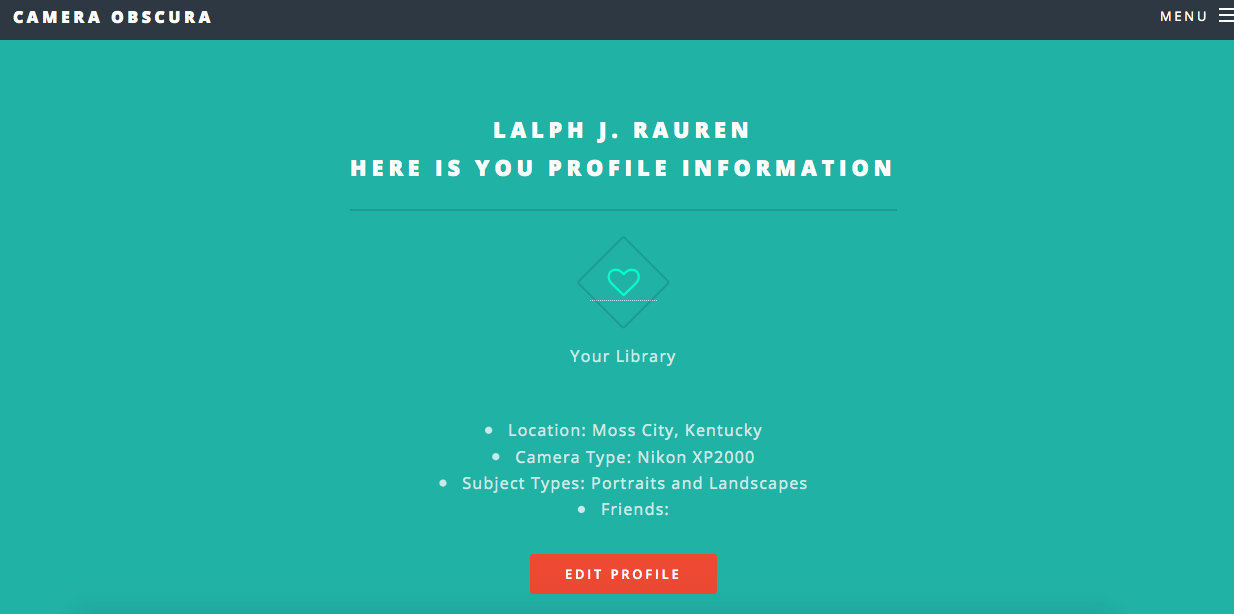 CAMERA OBSCURA
MENU
LALPH J. RAUREN
HERE IS YOU PROFILE INFORMATION
Your Library
Location: Moss City, Kentucky
Camera Type: Nikon XP2000
Subject Types: Portraits and Landscapes
Friends:
EDIT PROFILE